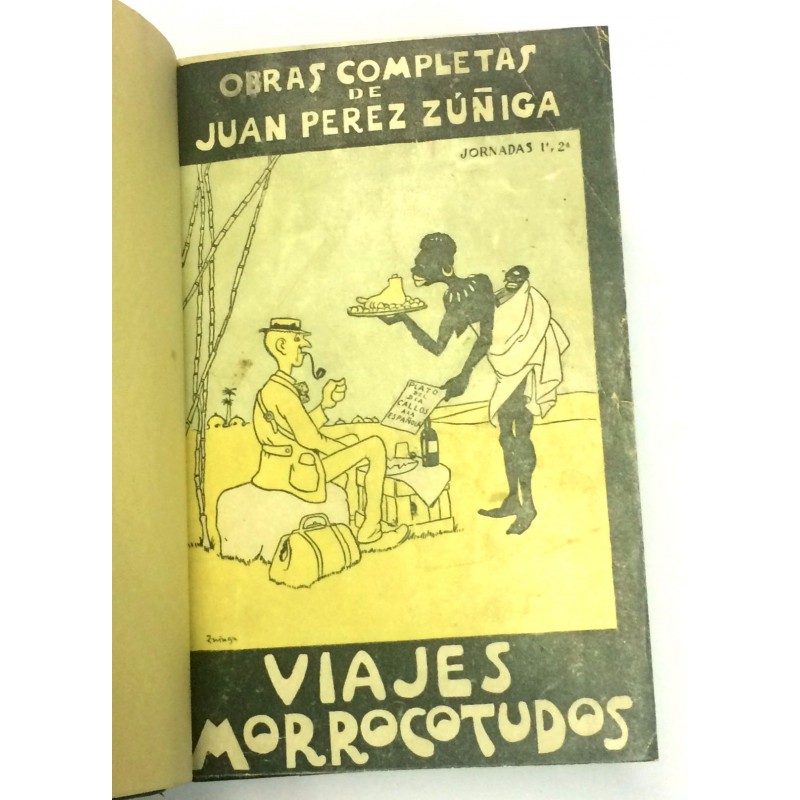 OBRAS COMPLETAS
DE
JUAN PEREZ ZÚÑIGA
JORNADAS 1ª Y 2ª
PLATO
DEL
DIA
CALLOS
A LA
ESPAÑOLA
VIAJES
MORROCOTUDOS